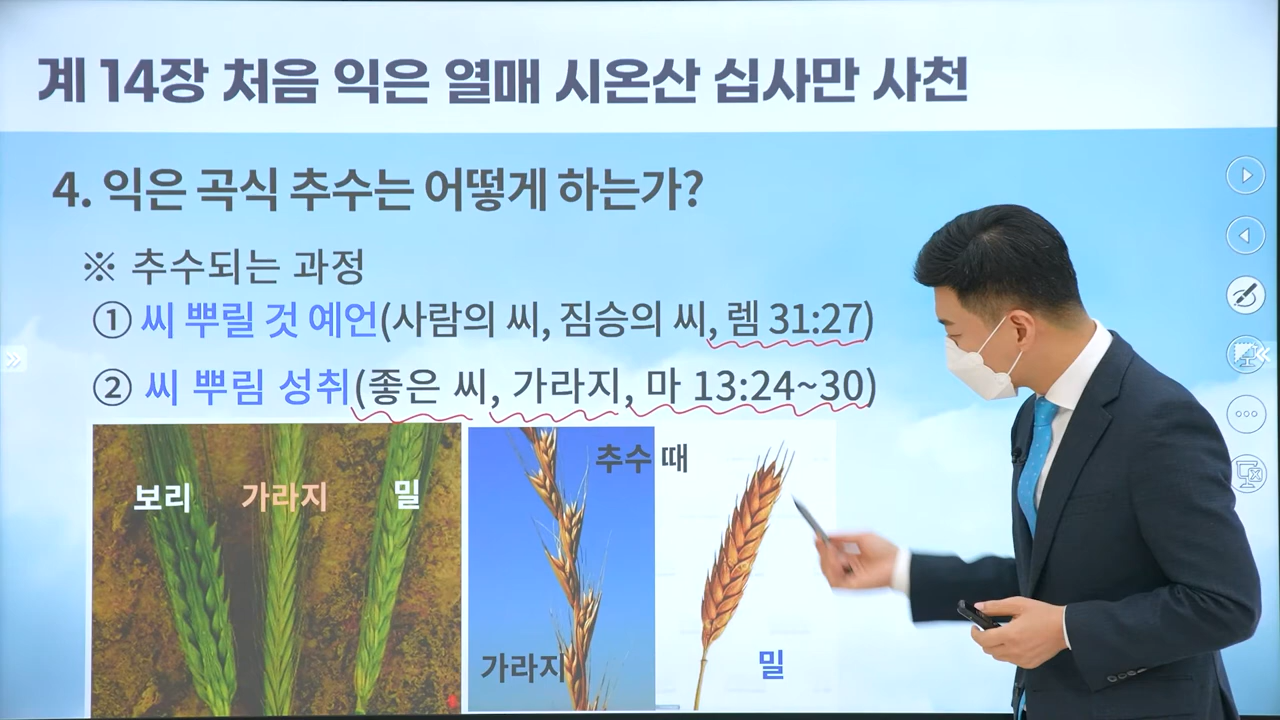 계 14장 처음 익은 열매 시온산 십사만 사천
4. 익은 곡식 추수는 어떻게 하는가?
※ 추수되는 과정
① 씨 뿌릴 것 예언(사람의 씨, 짐승의 씨, 렘 31:27)
② 씨 뿌림 성취(좋은 씨, 가라지, 마 13:24~30)
보리 가라지 밀
추수 때
가라지 밀